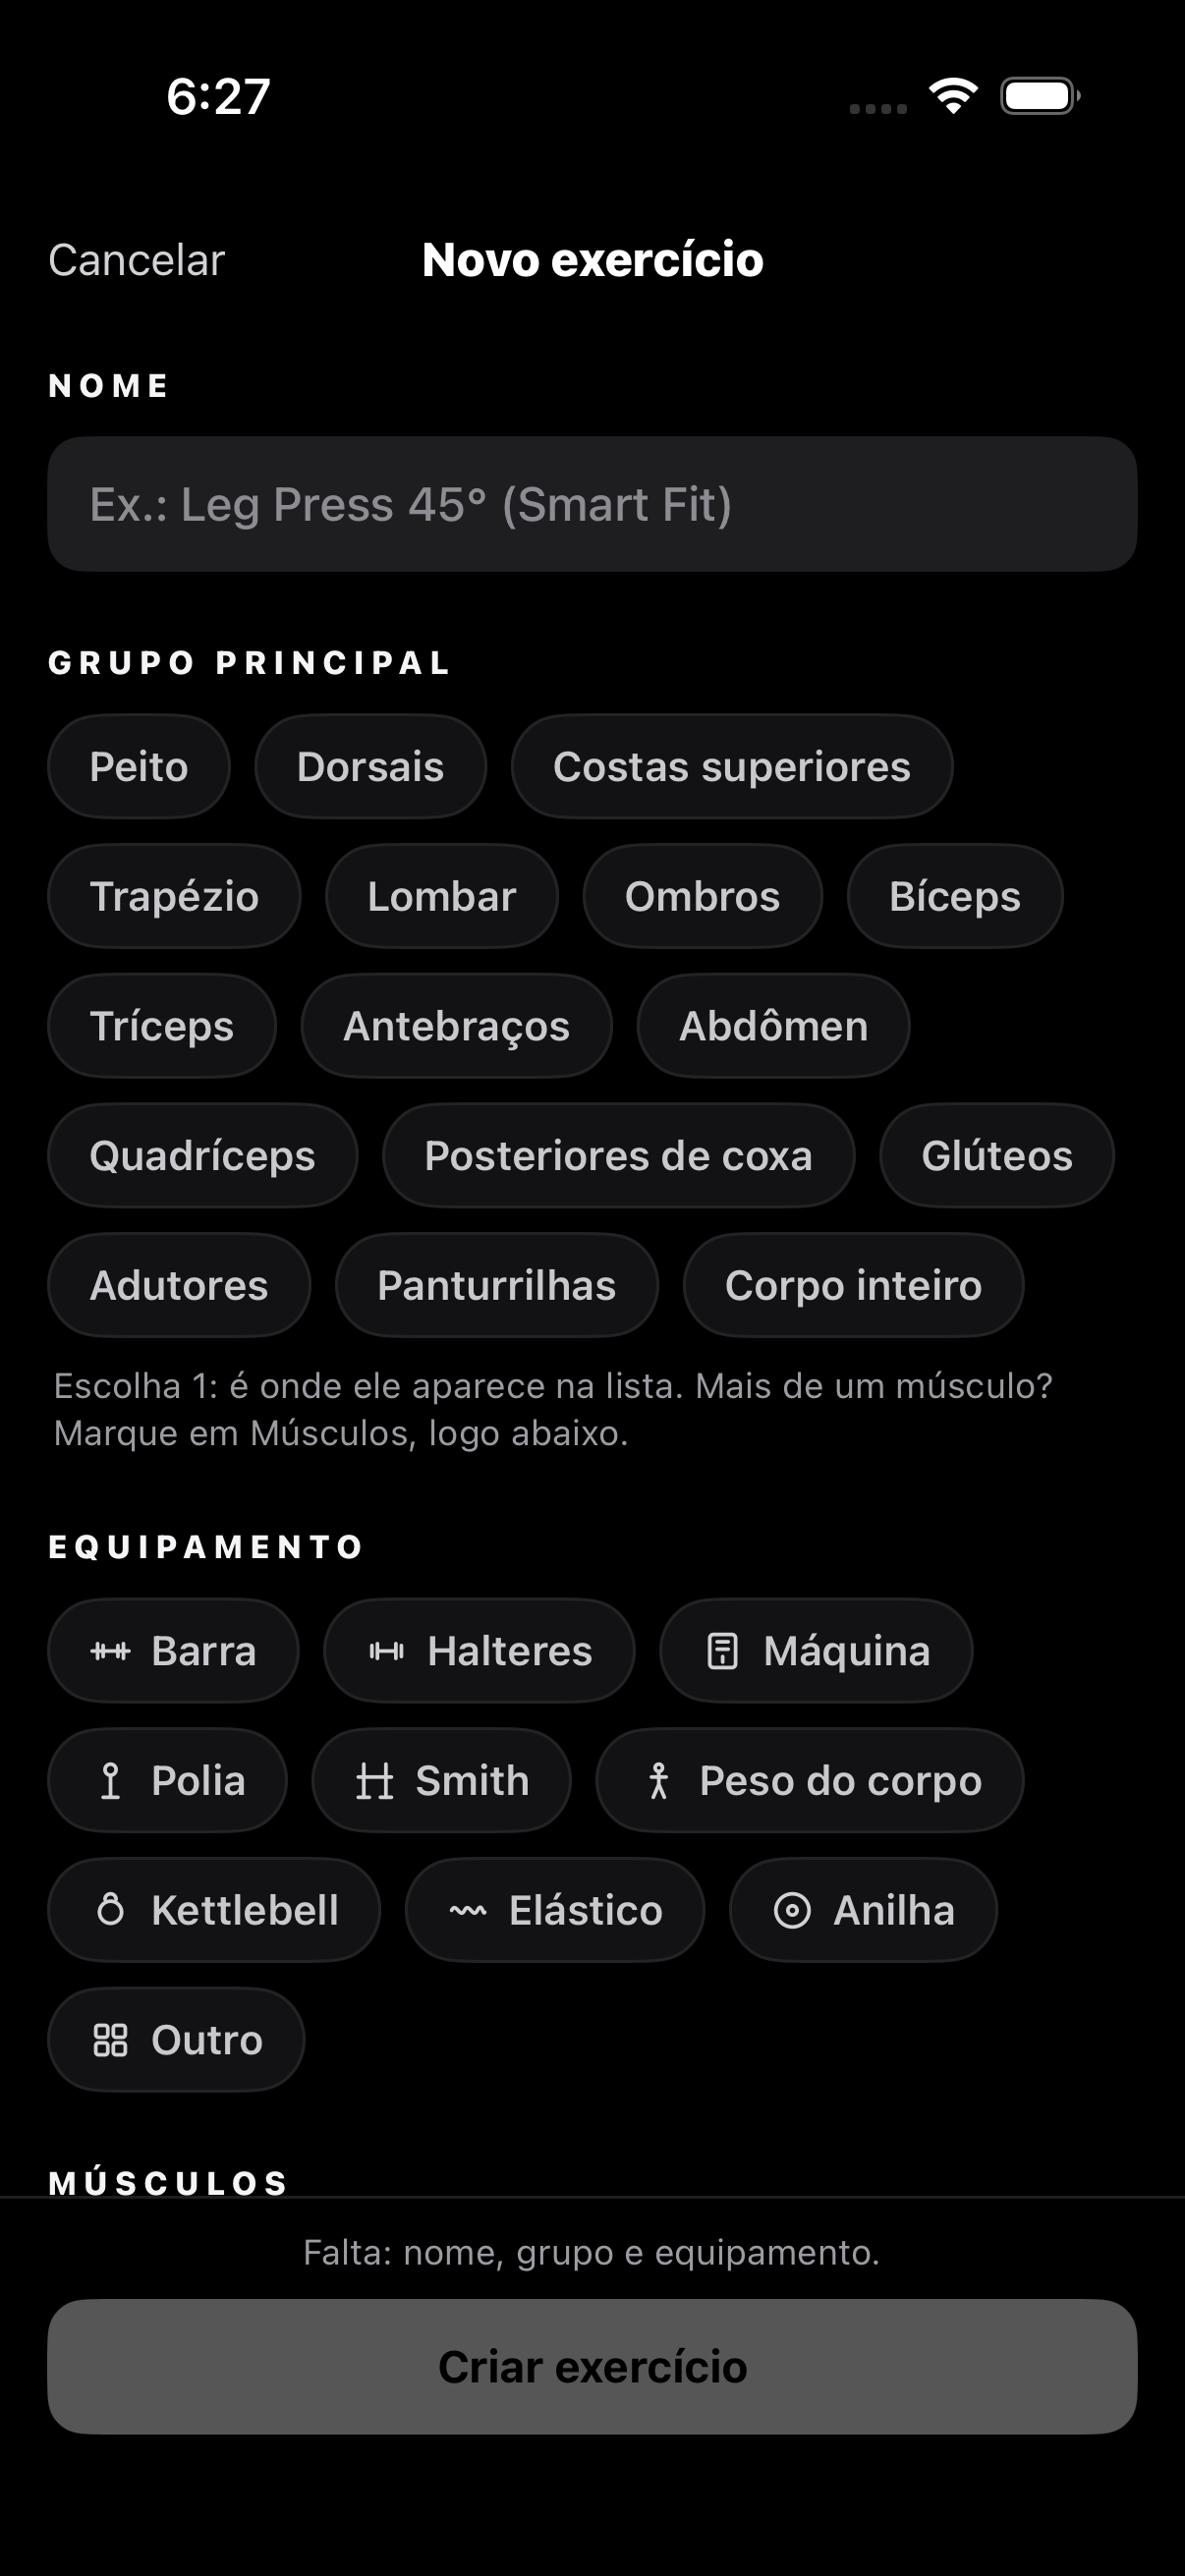 6:27
Cancelar Novo exercício
NOME
Ex.: Leg Press 45° (Smart Fit)
GRUPO PRINCIPAL
Peito Dorsais Costas superiores
Trapézio Lombar Ombros Bíceps
Tríceps Antebraços Abdômen
Quadríceps Posteriores de coxa Glúteos
Adutores Panturrilhas Corpo inteiro
Escolha 1: é onde ele aparece na lista. Mais de um músculo?
Marque em Músculos, logo abaixo.
EQUIPAMENTO
Barra Halteres Máquina
Polia Smith Peso do corpo
Kettlebell Elástico Anilha
Outro
MÚSCULOS
Falta: nome, grupo e equipamento.
Criar exercício